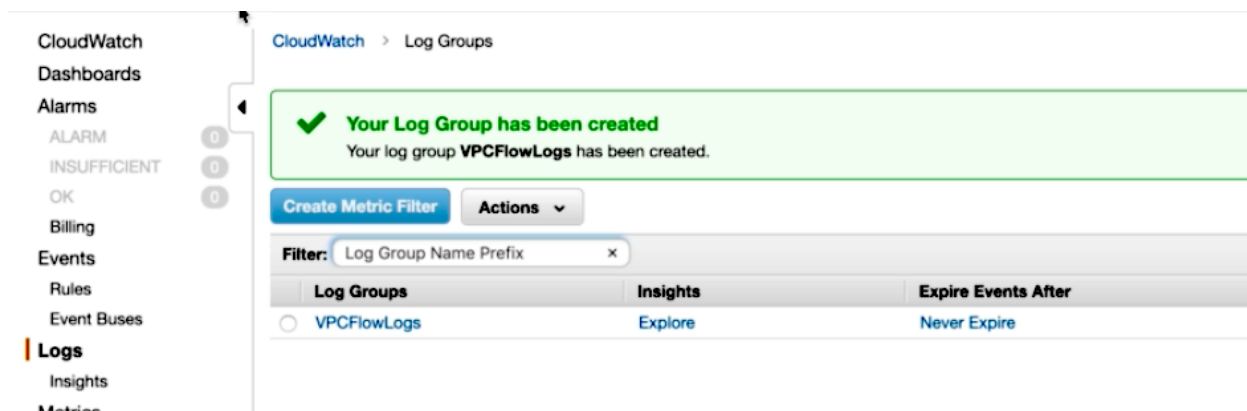 CloudWatch
Dashboards
Alarms
ALARM 0
INSUFFICIENT 0
OK 0
Billing
Events
Rules
Event Buses
Logs
Insights
Metrics
CloudWatch > Log Groups
Your Log Group has been created
Your log group VPCFlowLogs has been created.
Create Metric Filter Actions
Filter: Log Group Name Prefix ×
Log Groups Insights Expire Events After
VPCFlowLogs Explore Never Expire